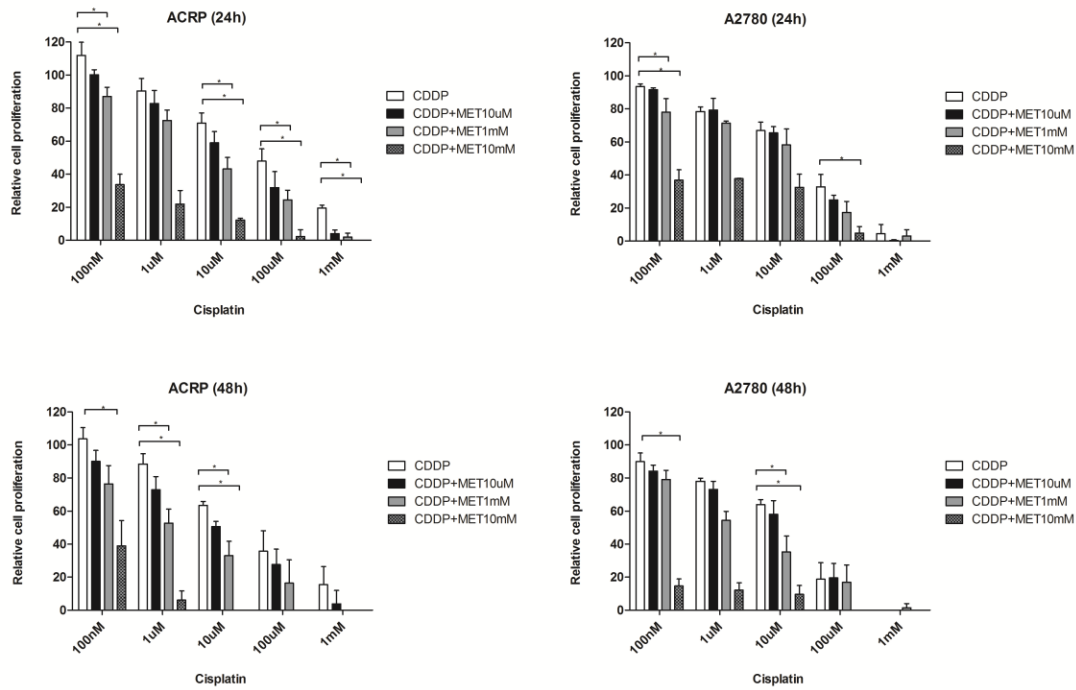 ACRP (24h)
Relative cell proliferation
120
100
80
60
40
20
0
* * * * * * * *
100nM 1uM 10uM 100uM 1mM
Cisplatin
CDDP
CDDP+MET10uM
CDDP+MET1mM
CDDP+MET10mM
A2780 (24h)
Relative cell proliferation
120
100
80
60
40
20
0
* * *
100nM 1uM 10uM 100uM 1mM
Cisplatin
CDDP
CDDP+MET10uM
CDDP+MET1mM
CDDP+MET10mM
ACRP (48h)
Relative cell proliferation
120
100
80
60
40
20
0
* * * * *
100nM 1uM 10uM 100uM 1mM
Cisplatin
CDDP
CDDP+MET10uM
CDDP+MET1mM
CDDP+MET10mM
A2780 (48h)
Relative cell proliferation
120
100
80
60
40
20
0
* * *
100nM 1uM 10uM 100uM 1mM
Cisplatin
CDDP
CDDP+MET10uM
CDDP+MET1mM
CDDP+MET10mM